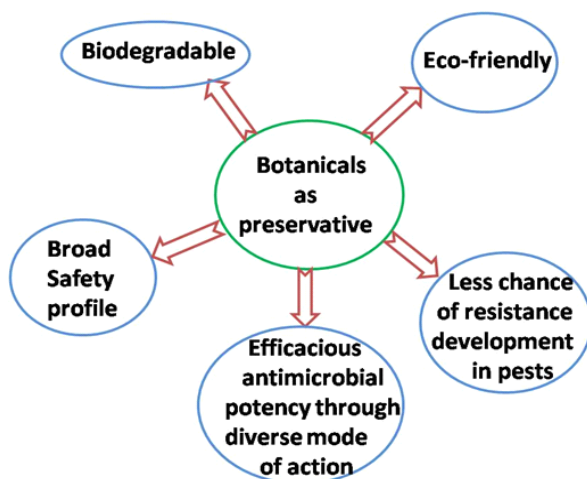 Biodegradable
Eco-friendly
Botanicals
as
preservative
Broad
Safety
profile
Less chance
of resistance
development
in pests
Efficacious
antimicrobial
potency through
diverse mode
of action